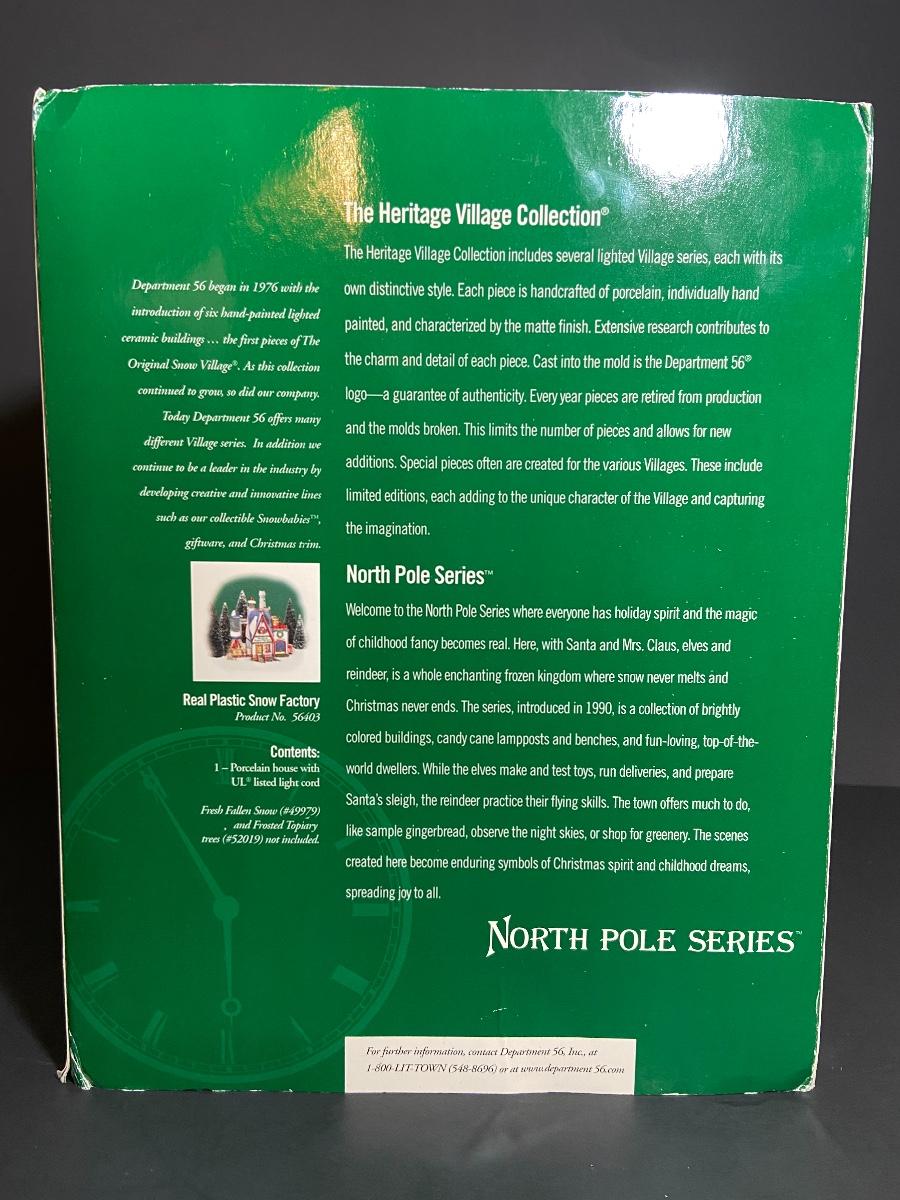 Department 56 began in 1976 with the
introduction of six hand-painted lighted
ceramic buildings ... the first pieces of The
Original Snow Village®. As this collection
continued to grow, so did our company.
Today Department 56 offers many
different Village series. In addition we
continue to be a leader in the industry by
developing creative and innovative lines
such as our collectible Snowbabies™,
giftware, and Christmas trim.
Real Plastic Snow Factory
Product No. 56403
Contents:
1 – Porcelain house with
UL® listed light cord
Fresh Fallen Snow (#49979)
and Frosted Topiary
trees (#52019) not included.
The Heritage Village Collection®
The Heritage Village Collection includes several lighted Village series, each with its
own distinctive style. Each piece is handcrafted of porcelain, individually hand
painted, and characterized by the matte finish. Extensive research contributes to
the charm and detail of each piece. Cast into the mold is the Department 56®
logo—a guarantee of authenticity. Every year pieces are retired from production
and the molds broken. This limits the number of pieces and allows for new
additions. Special pieces often are created for the various Villages. These include
limited editions, each adding to the unique character of the Village and capturing
the imagination.
North Pole Series™
Welcome to the North Pole Series where everyone has holiday spirit and the magic
of childhood fancy becomes real. Here, with Santa and Mrs. Claus, elves and
reindeer, is a whole enchanting frozen kingdom where snow never melts and
Christmas never ends. The series, introduced in 1990, is a collection of brightly
colored buildings, candy cane lampposts and benches, and fun-loving, top-of-the-
world dwellers. While the elves make and test toys, run deliveries, and prepare
Santa's sleigh, the reindeer practice their flying skills. The town offers much to do,
like sample gingerbread, observe the night skies, or shop for greenery. The scenes
created here become enduring symbols of Christmas spirit and childhood dreams,
spreading joy to all.
NORTH POLE SERIES™
For further information, contact Department 56, Inc., at
1-800-LIT-TOWN (548-8696) or at www.department 56.com